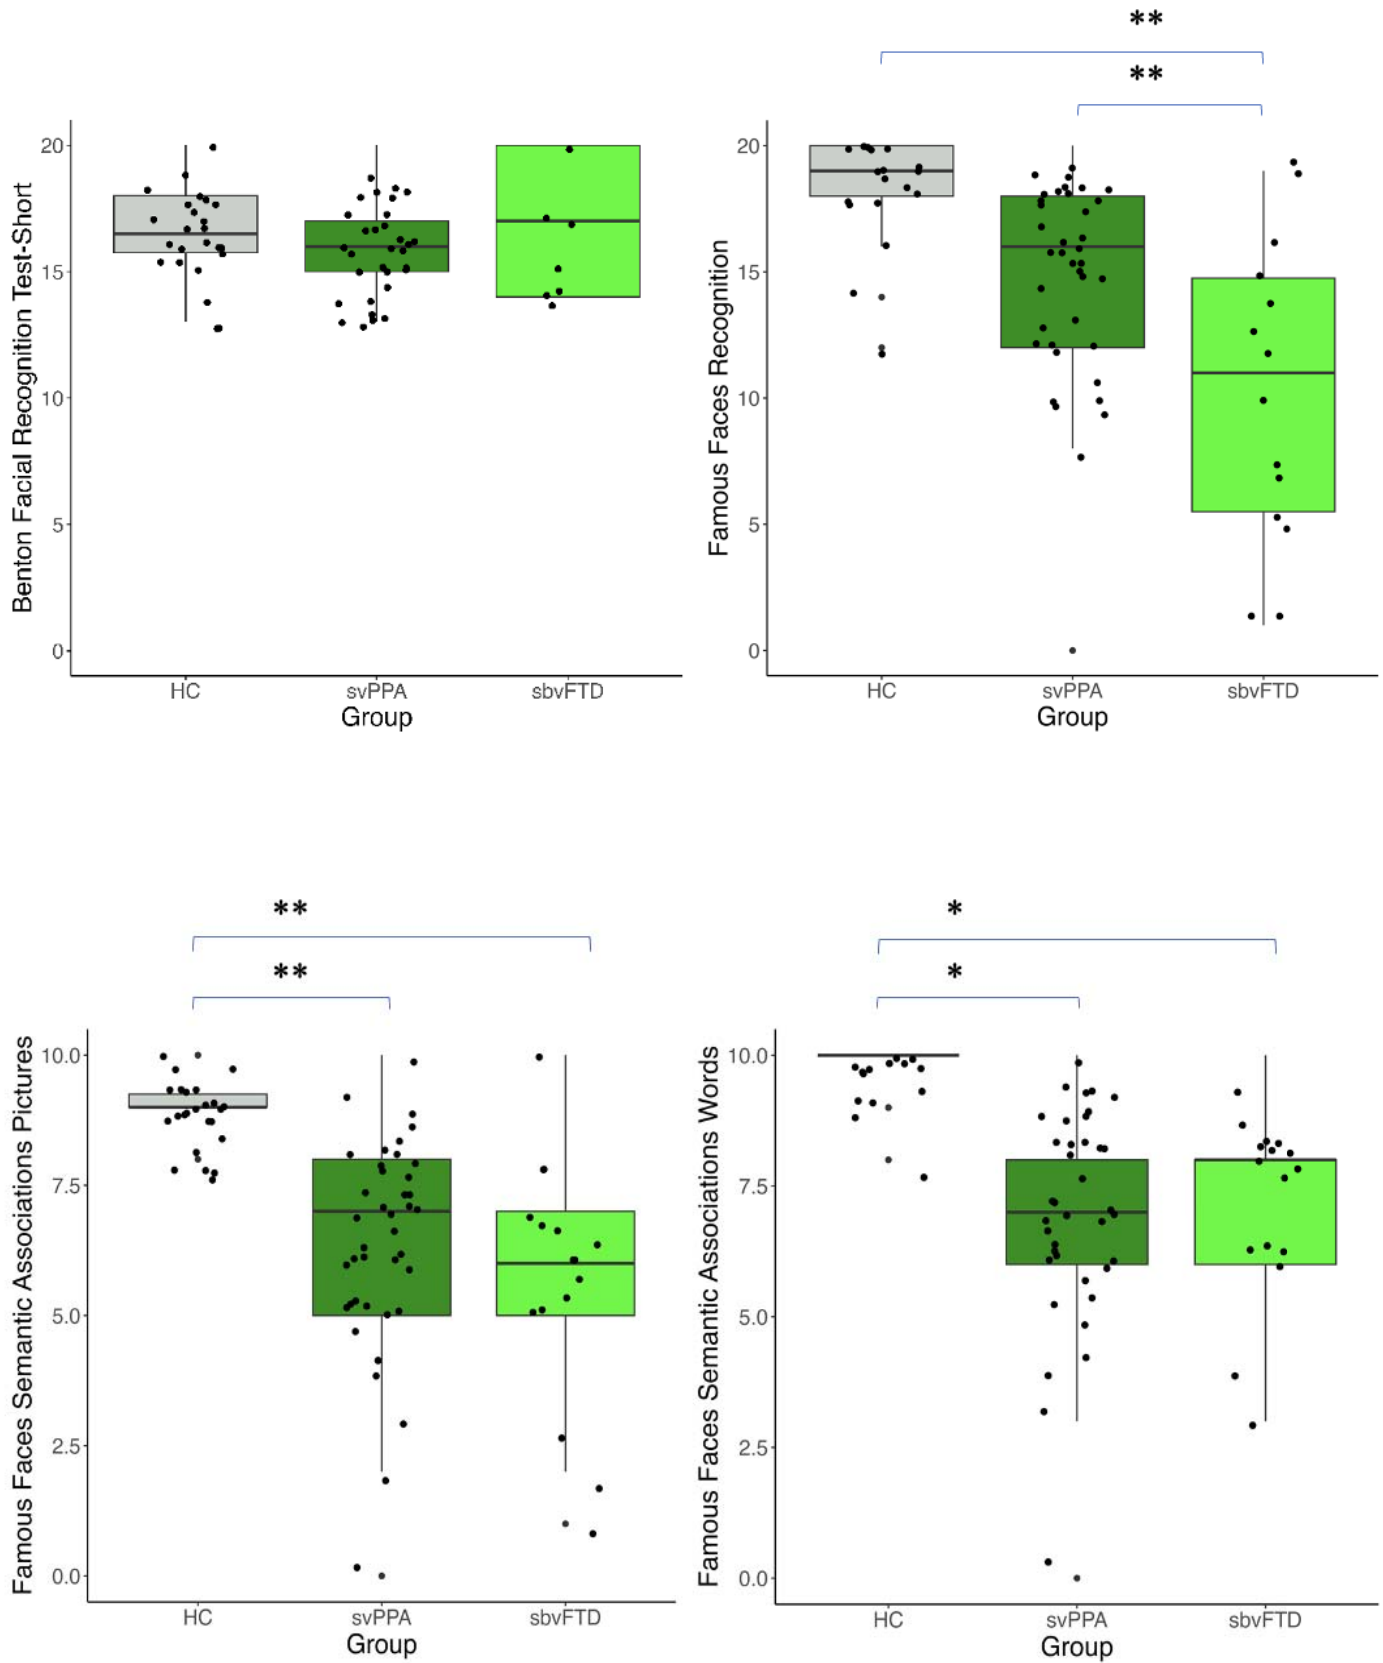 **
**
Benton Facial Recognition Test-Short
20
15
10
5
0
HC svPPA sbvFTD
Group
Famous Faces Recognition
20
15
10
5
0
HC svPPA sbvFTD
Group
**
**
Famous Faces Semantic Associations Pictures
10.0
7.5
5.0
2.5
0.0
HC svPPA sbvFTD
Group
*
*
Famous Faces Semantic Associations Words
10.0
7.5
5.0
2.5
0.0
HC svPPA sbvFTD
Group